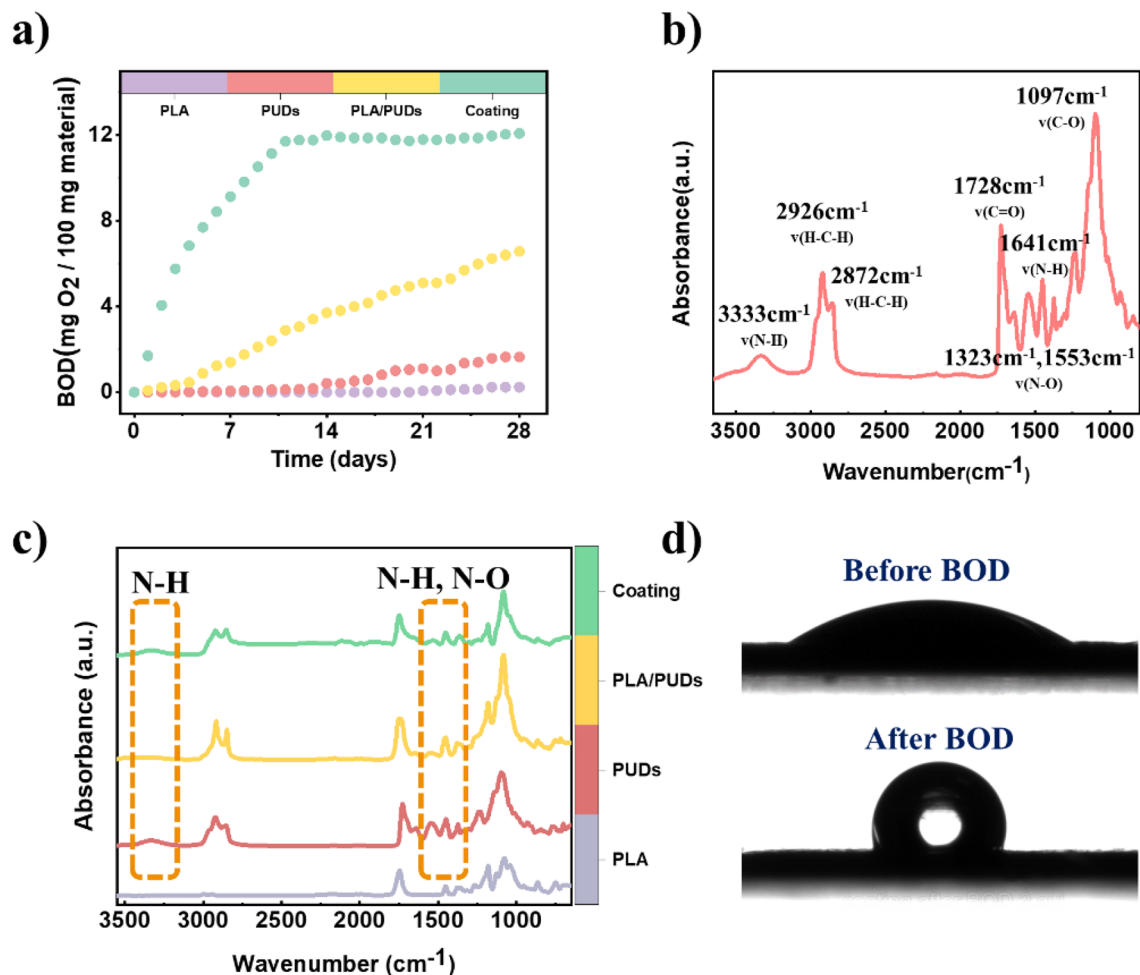 a)
PLA PUDs PLA/PUDs Coating
12
8
4
0
0 7 14 21 28
BOD(mg O2 / 100 mg material)
Time (days)
b)
1097cm-1
v(C-O)
1728cm-1
v(C=O)
2926cm-1
v(H-C-H)
1641cm-1
v(N-H)
2872cm-1
v(H-C-H)
3333cm-1
v(N-H)
1323cm-1,1553cm-1
v(N-O)
Absorbance(a.u.)
3500 3000 2500 2000 1500 1000
Wavenumber(cm-1)
c)
N-H
N-H, N-O
Coating
PLA/PUDs
PUDs
PLA
Absorbance (a.u.)
3500 3000 2500 2000 1500 1000
Wavenumber (cm-1)
d)
Before BOD
After BOD